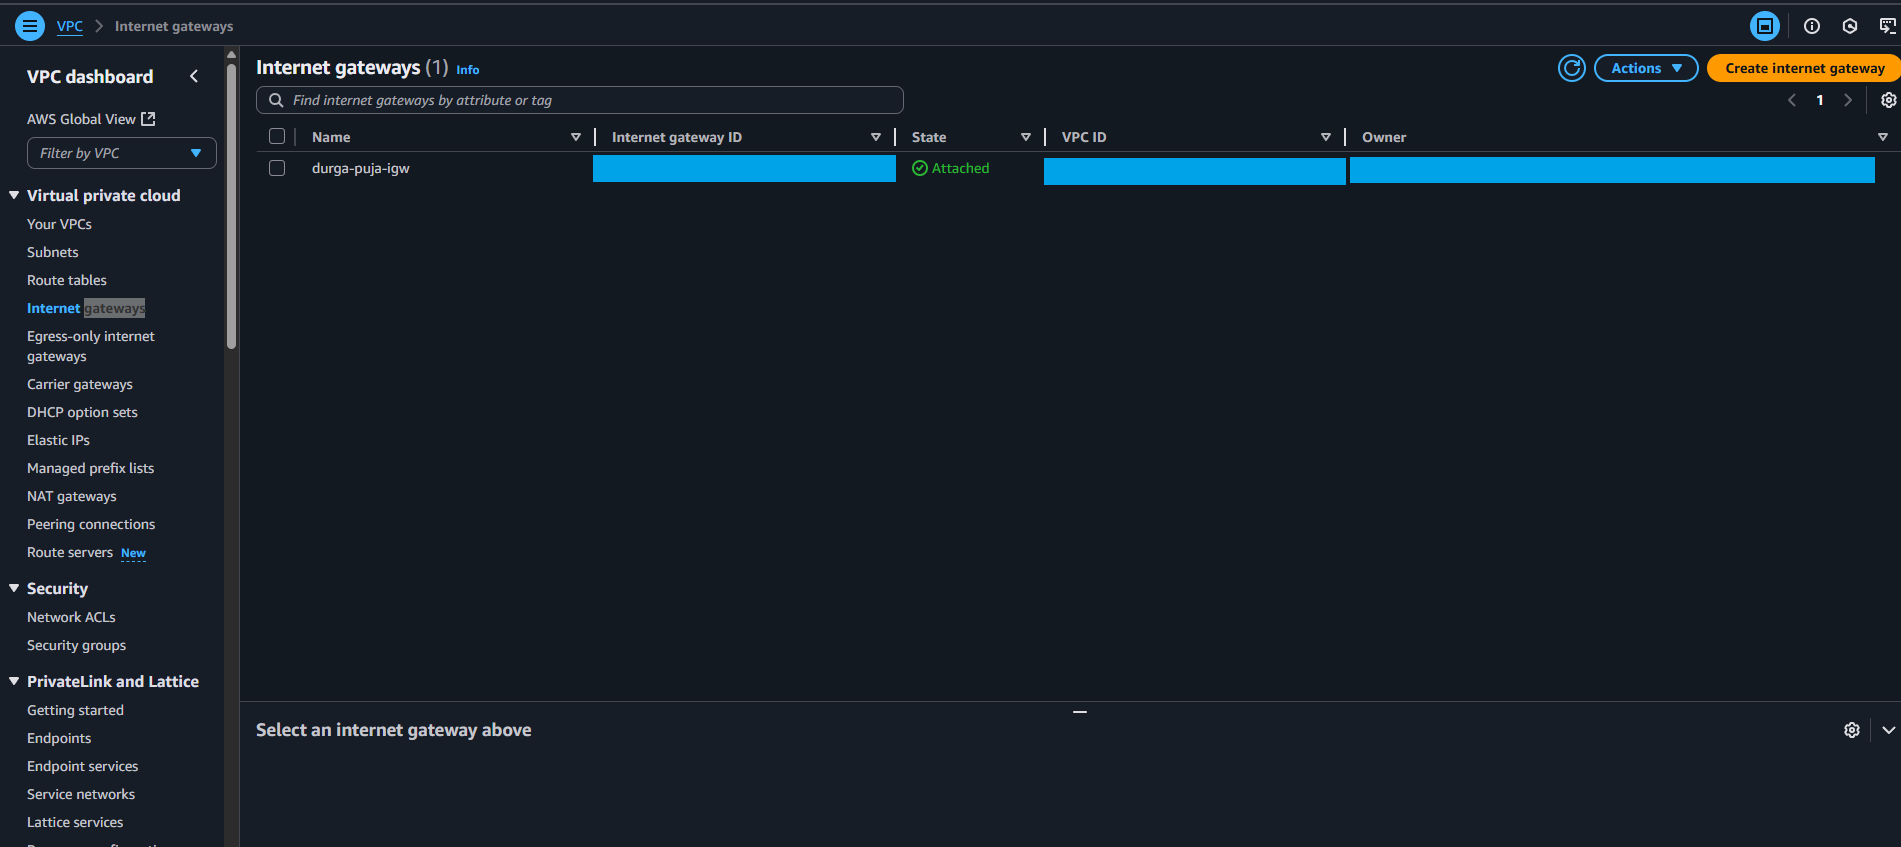 VPC > Internet gateways
VPC dashboard
AWS Global View
Filter by VPC
Virtual private cloud
Your VPCs
Subnets
Route tables
Internet gateways
Egress-only internet
gateways
Carrier gateways
DHCP option sets
Elastic IPs
Managed prefix lists
NAT gateways
Peering connections
Route servers New
Security
Network ACLs
Security groups
PrivateLink and Lattice
Getting started
Endpoints
Endpoint services
Service networks
Lattice services
Internet gateways (1) Info
Actions
Create internet gateway
Find internet gateways by attribute or tag
1
Name Internet gateway ID State VPC ID Owner
durga-puja-igw Attached
Select an internet gateway above